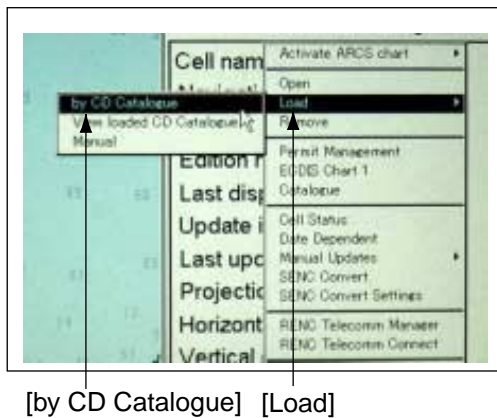 Cell nam
Edition n
Last disp
Update i
Last upd
Projectic
Horizont
Vertical
Activate ARCS chart
Open
Load
Remove
Permit Management
ECDIS Chart 1
Catalogue
Cell Status
Date Dependent
Manual Updates
SENC Convert
SENC Convert Settings
RENC Telecomm Manager
RENC Telecomm Connect
by CD Catalogue
View loaded CD Catalogue
Manual
[by CD Catalogue] [Load]